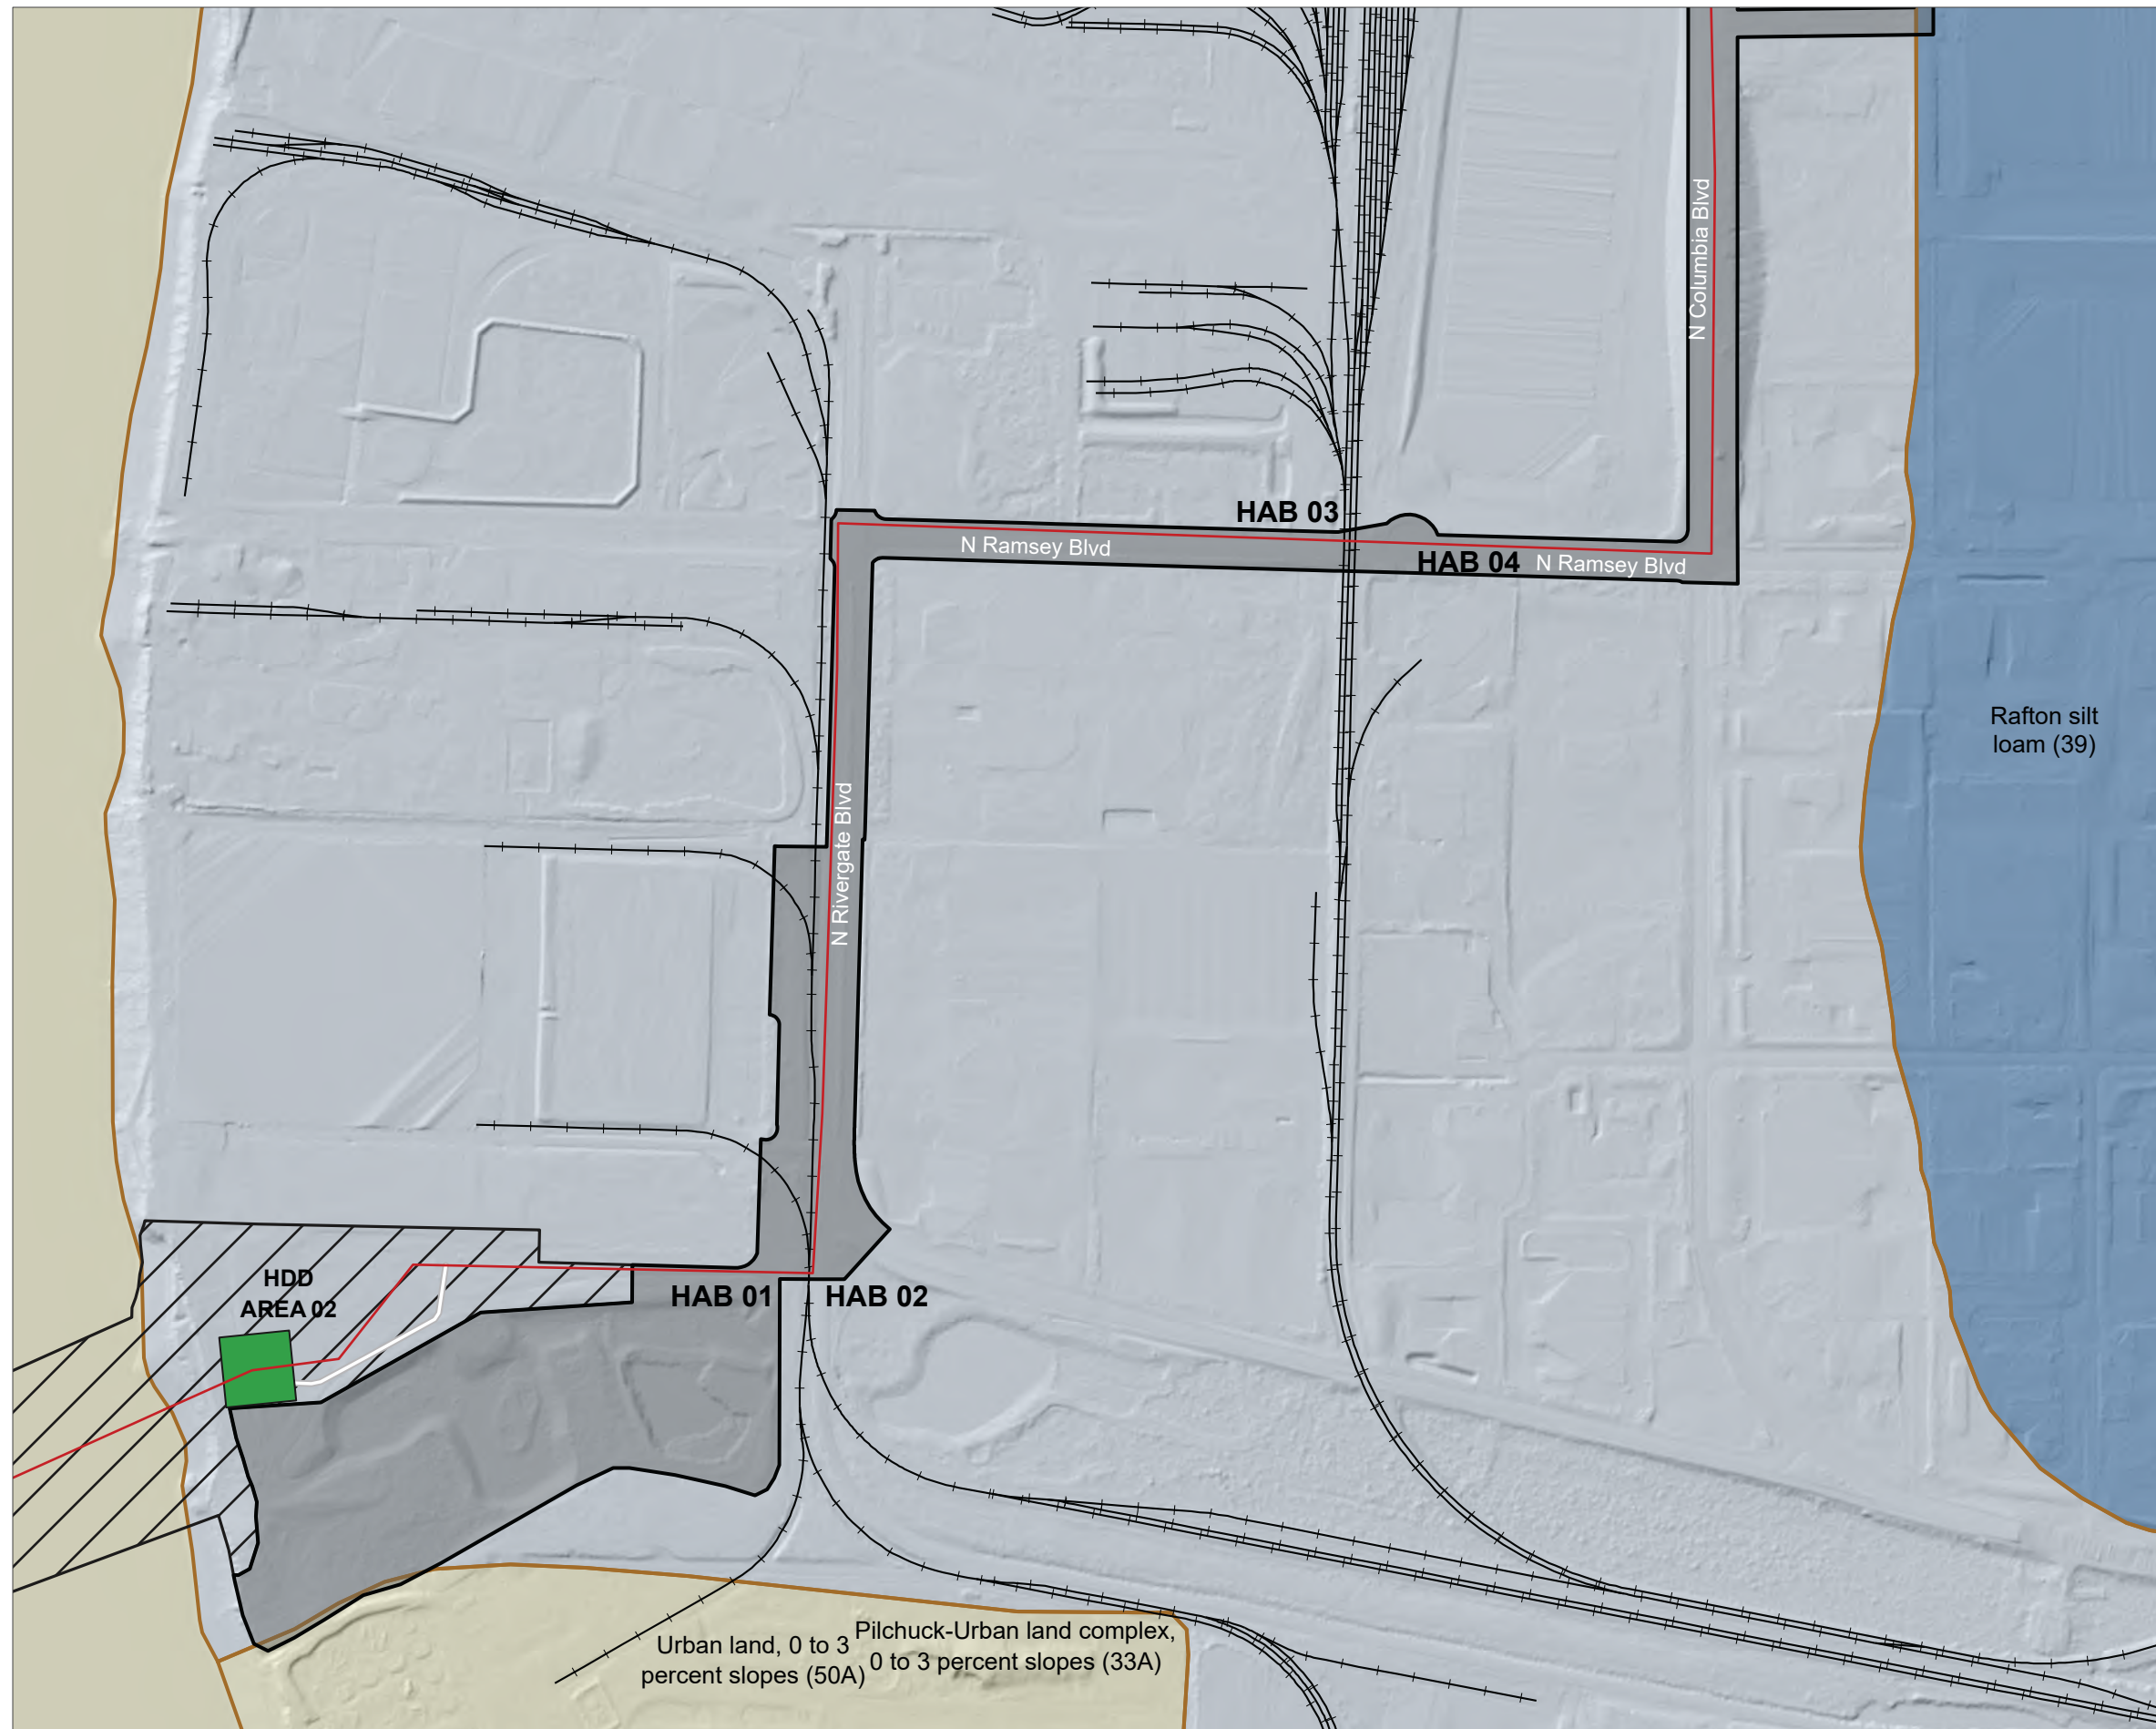 N Columbia Blvd
HAB 03
N Ramsey Blvd
HAB 04
N Ramsey Blvd
Rafton silt
loam (39)
N Rivergate Blvd
HDD
AREA 02
HAB 01
HAB 02
Urban land, 0 to 3
percent slopes (50A)
Pilchuck-Urban land complex,
0 to 3 percent slopes (33A)